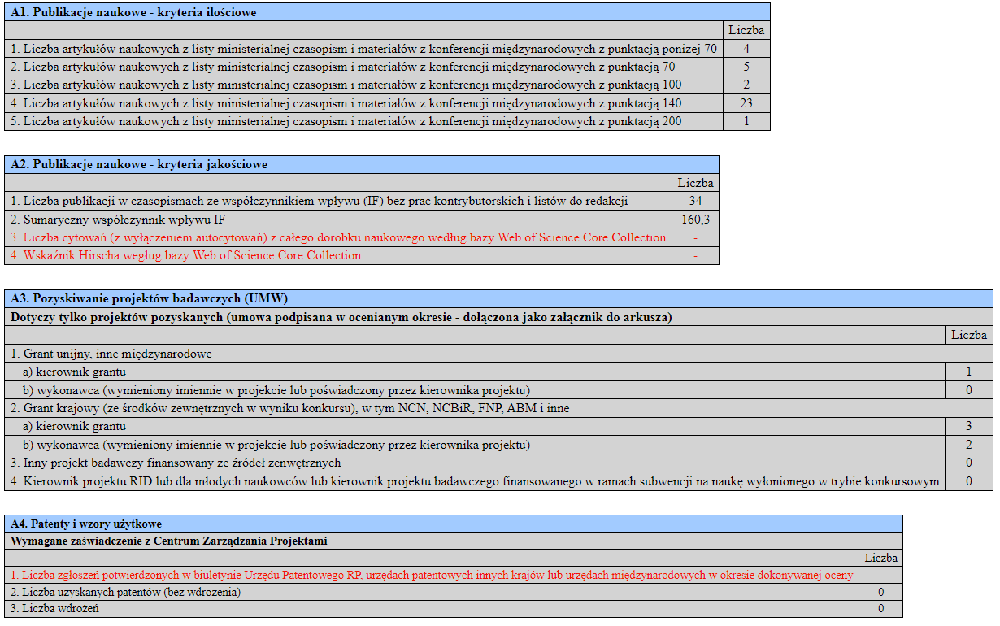 A1. Publikacje naukowe - kryteria ilościowe
Liczba
1. Liczba artykułów naukowych z listy ministerialnej czasopism i materiałów z konferencji międzynarodowych z punktacją poniżej 70 4
2. Liczba artykułów naukowych z listy ministerialnej czasopism i materiałów z konferencji międzynarodowych z punktacją 70 5
3. Liczba artykułów naukowych z listy ministerialnej czasopism i materiałów z konferencji międzynarodowych z punktacją 100 2
4. Liczba artykułów naukowych z listy ministerialnej czasopism i materiałów z konferencji międzynarodowych z punktacją 140 23
5. Liczba artykułów naukowych z listy ministerialnej czasopism i materiałów z konferencji międzynarodowych z punktacją 200 1
A2. Publikacje naukowe - kryteria jakościowe
Liczba
1. Liczba publikacji w czasopismach ze współczynnikiem wpływu (IF) bez prac kontrybutorskich i listów do redakcji 34
2. Sumaryczny współczynnik wpływu IF 160,3
3. Liczba cytowań (z wyłączeniem autocytowań) z całego dorobku naukowego według bazy Web of Science Core Collection -
4. Wskaźnik Hirscha wegług bazy Web of Science Core Collection -
A3. Pozyskiwanie projektów badawczych (UMW)
Dotyczy tylko projektów pozyskanych (umowa podpisana w ocenianym okresie - dołączona jako załącznik do arkusza)
Liczba
1. Grant unijny, inne międzynarodowe
a) kierownik grantu 1
b) wykonawca (wymieniony imiennie w projekcie lub poświadczony przez kierownika projektu) 0
2. Grant krajowy (ze środków zewnętrznych w wyniku konkursu), w tym NCN, NCBiR, FNP, ABM i inne
a) kierownik grantu 3
b) wykonawca (wymieniony imiennie w projekcie lub poświadczony przez kierownika projektu) 2
3. Inny projekt badawczy finansowany ze źródeł zenwętrznych 0
4. Kierownik projektu RID lub dla młodych naukowców lub kierownik projektu badawczego finansowanego w ramach subwencji na naukę wyłonionego w trybie konkursowym 0
A4. Patenty i wzory użytkowe
Wymagane zaświadczenie z Centrum Zarządzania Projektami
Liczba
1. Liczba zgłoszeń potwierdzonych w biuletynie Urzędu Patentowego RP, urzędach patentowych innych krajów lub urzędach międzynarodowych w okresie dokonywanej oceny -
2. Liczba uzyskanych patentów (bez wdrożenia) 0
3. Liczba wdrożeń 0